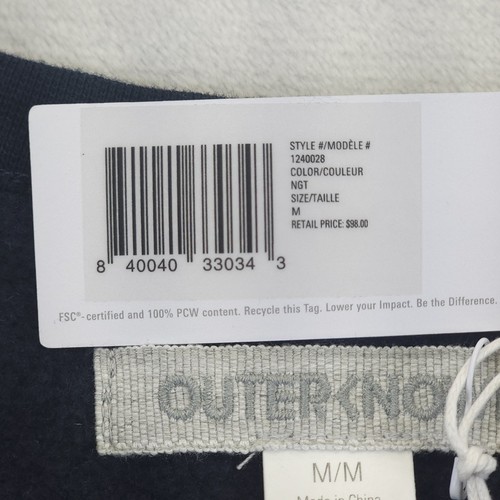 STYLE #/MODÈLE #
1240028
COLOR/COULEUR
NGT
SIZE/TAILLE
M
RETAIL PRICE: $98.00
8 40040 33034 3
FSC®-certified and 100% PCW content. Recycle this Tag. Lower your Impact. Be the Difference.
OUTERKNO
M/M
Made in China